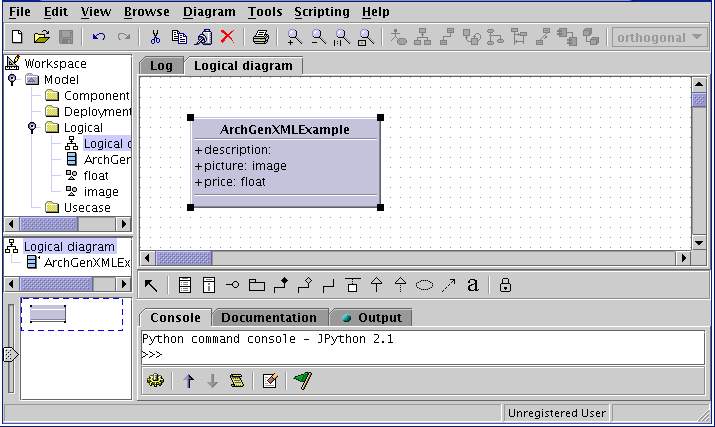 File Edit View Browse Diagram Tools Scripting Help
1:1
orthogonal
Workspace
Model
Component
Deployment
Logical
Logical d
ArchGen
float
image
Usecase
Log Logical diagram
ArchGenXMLExample
+ description:
+ picture: image
+ price: float
Logical diagram
ArchGenXMLEx
a
Console Documentation Output
Python command console - JPython 2.1
>>>
Unregistered User